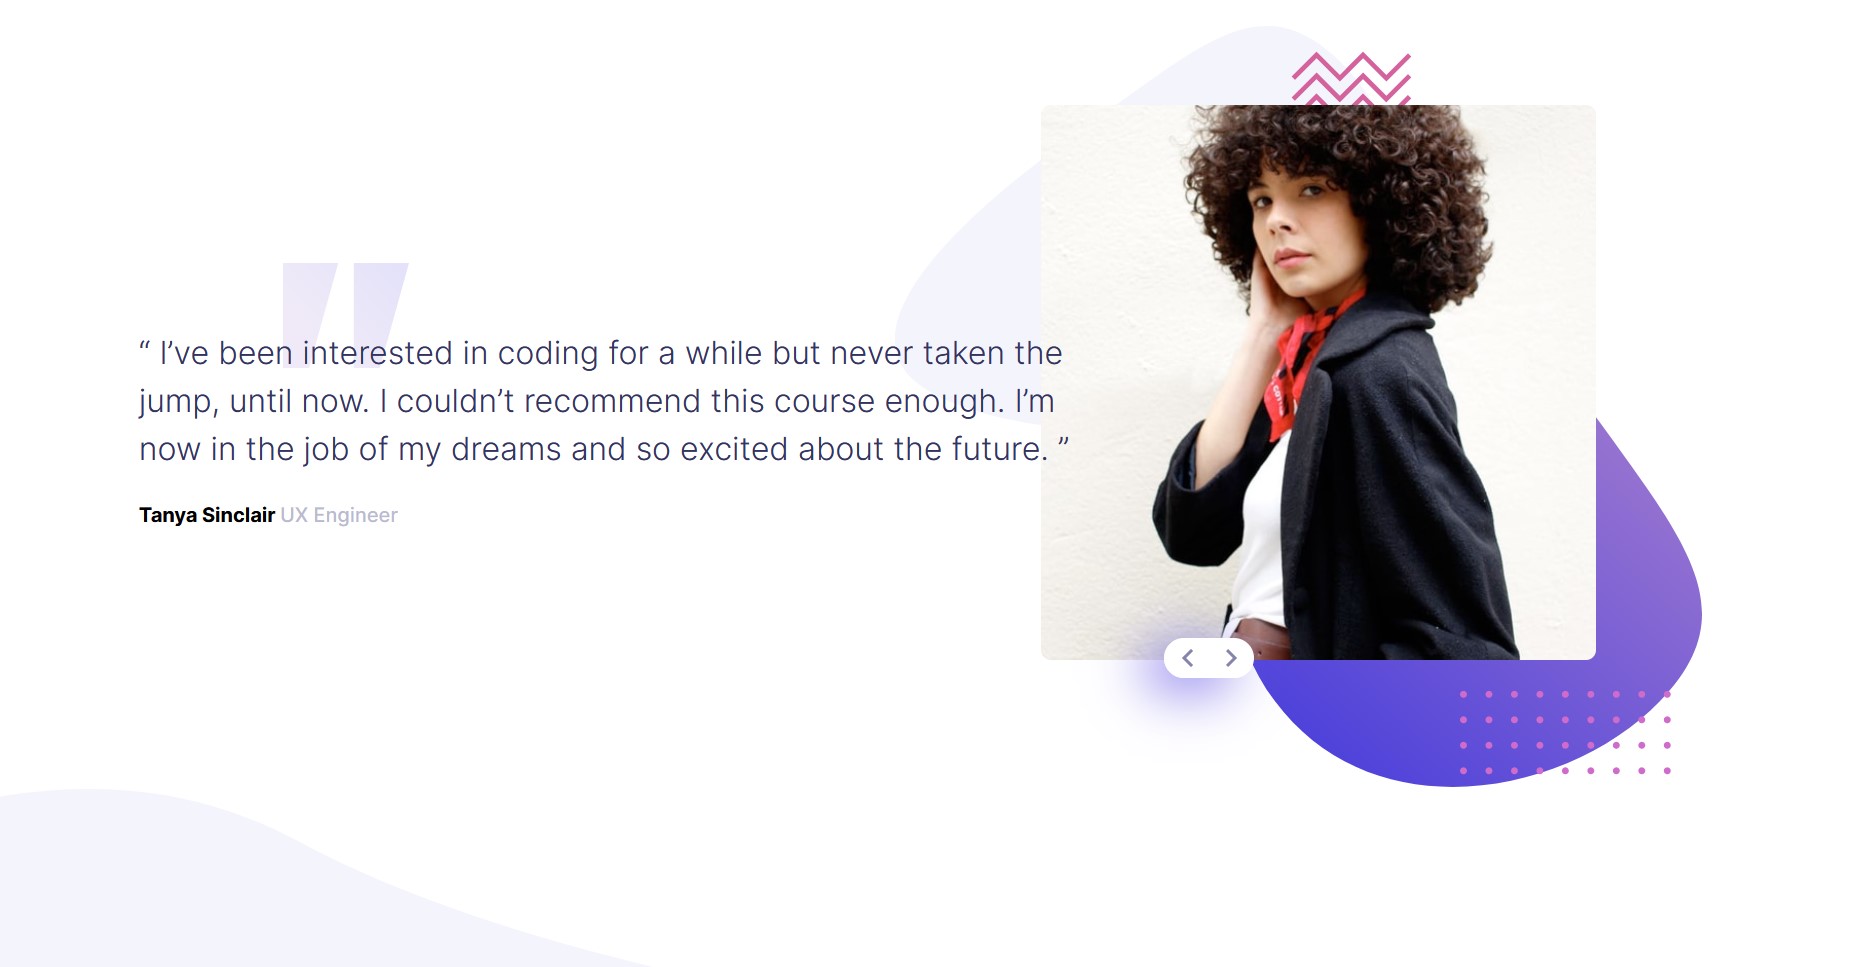 “ I’ve been interested in coding for a while but never taken the
jump, until now. I couldn’t recommend this course enough. I’m
now in the job of my dreams and so excited about the future. ”
Tanya Sinclair UX Engineer